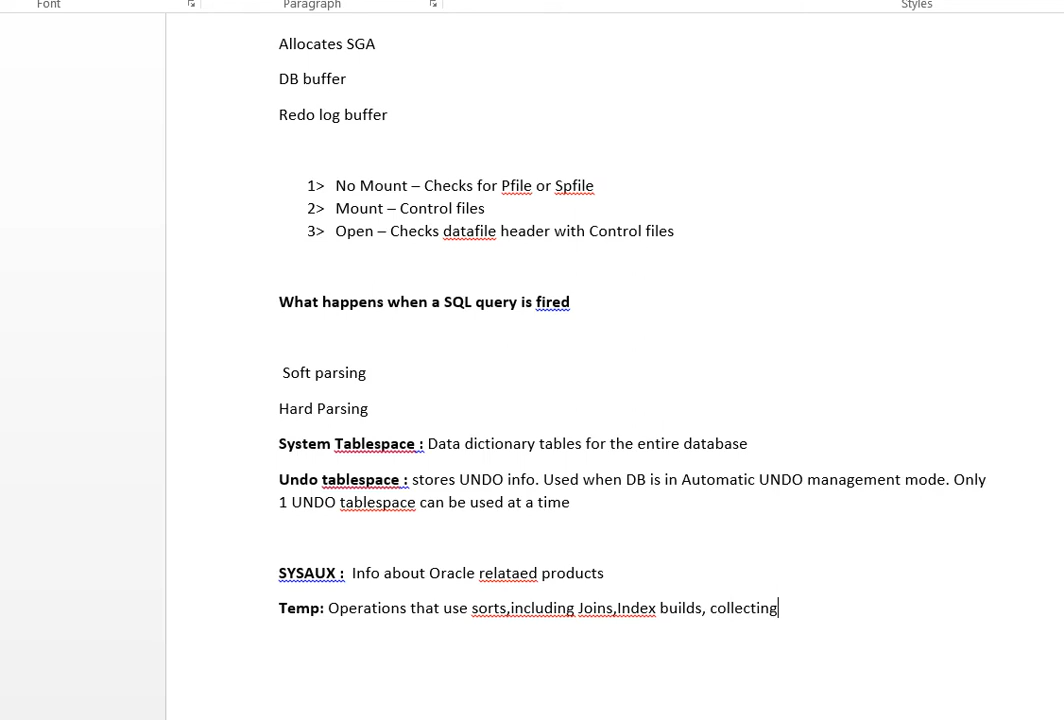 Font Paragraph Styles
Allocates SGA
DB buffer
Redo log buffer
1> No Mount – Checks for Pfile or Spfile
2> Mount – Control files
3> Open – Checks datafile header with Control files
What happens when a SQL query is fired
Soft parsing
Hard Parsing
System Tablespace : Data dictionary tables for the entire database
Undo tablespace : stores UNDO info. Used when DB is in Automatic UNDO management mode. Only
1 UNDO tablespace can be used at a time
SYSAUX : Info about Oracle relataed products
Temp: Operations that use sorts,including Joins,Index builds, collecting